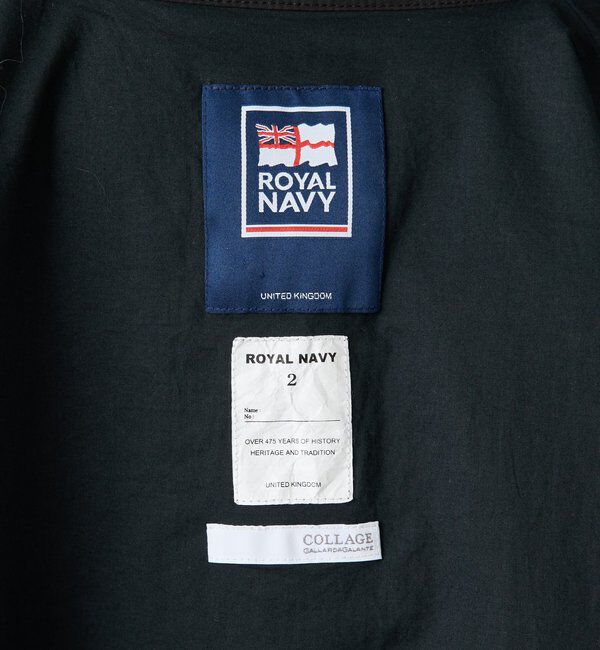 ROYAL
NAVY
UNITED KINGDOM
ROYAL NAVY
2
Name :
No :
OVER 475 YEARS OF HISTORY
HERITAGE AND TRADITION
UNITED KINGDOM
COLLAGE
GALLARDAGALANTE